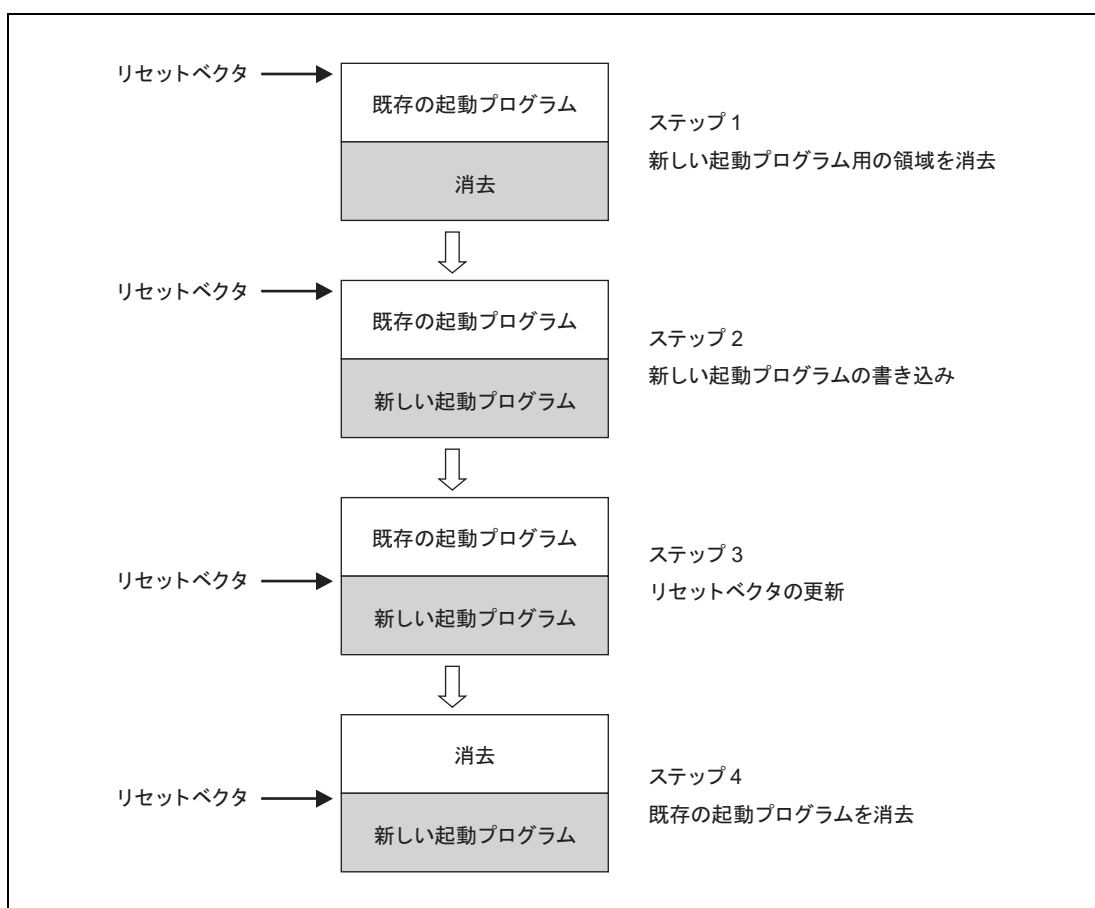 リセットベクタ
既存の起動プログラム
消去
ステップ 1
新しい起動プログラム用の領域を消去
リセットベクタ
既存の起動プログラム
新しい起動プログラム
ステップ 2
新しい起動プログラムの書き込み
既存の起動プログラム
リセットベクタ
新しい起動プログラム
ステップ 3
リセットベクタの更新
消去
リセットベクタ
新しい起動プログラム
ステップ 4
既存の起動プログラムを消去